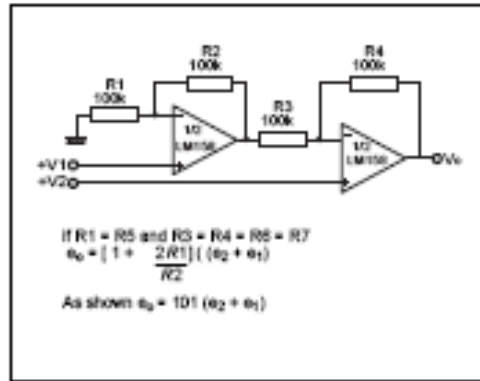 R2
100k
R4
100k
R1
100k
R3
100k
1/2
LM158
1/2
LM158
+V1
+V2
Vo
If R1 = R5 and R3 = R4 = R6 = R7
eo = [ 1 + 2R1/R2 ] ( (e2 + e1)
As shown eo = 101 (e2 + e1)